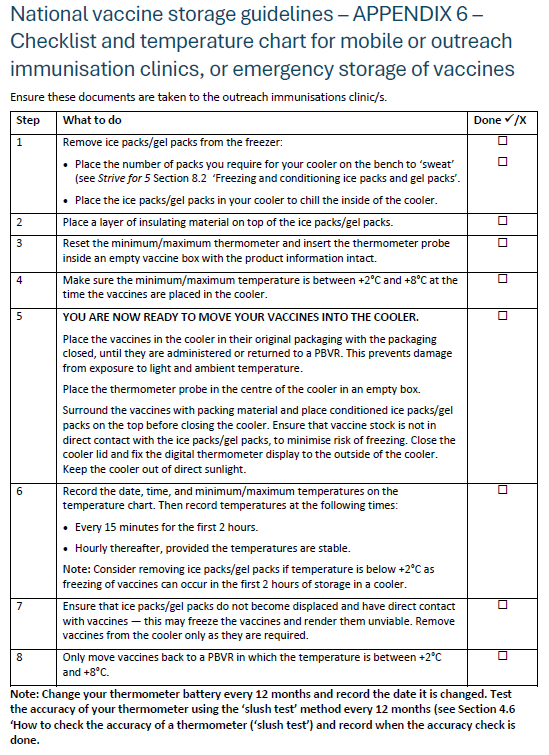 National vaccine storage guidelines – APPENDIX 6 –
Checklist and temperature chart for mobile or outreach
immunisation clinics, or emergency storage of vaccines
Ensure these documents are taken to the outreach immunisations clinic/s.
Step What to do Done ✓/X
1 Remove ice packs/gel packs from the freezer: ☐
• Place the number of packs you require for your cooler on the bench to ‘sweat’ ☐
(see Strive for 5 Section 8.2 ‘Freezing and conditioning ice packs and gel packs’.
• Place the ice packs/gel packs in your cooler to chill the inside of the cooler.
2 Place a layer of insulating material on top of the ice packs/gel packs. ☐
3 Reset the minimum/maximum thermometer and insert the thermometer probe ☐
inside an empty vaccine box with the product information intact.
4 Make sure the minimum/maximum temperature is between +2°C and +8°C at the ☐
time the vaccines are placed in the cooler.
5 YOU ARE NOW READY TO MOVE YOUR VACCINES INTO THE COOLER. ☐
Place the vaccines in the cooler in their original packaging with the packaging
closed, until they are administered or returned to a PBVR. This prevents damage
from exposure to light and ambient temperature.
Place the thermometer probe in the centre of the cooler in an empty box.
Surround the vaccines with packing material and place conditioned ice packs/gel
packs on the top before closing the cooler. Ensure that vaccine stock is not in
direct contact with the ice packs/gel packs, to minimise risk of freezing. Close the
cooler lid and fix the digital thermometer display to the outside of the cooler.
Keep the cooler out of direct sunlight.
6 Record the date, time, and minimum/maximum temperatures on the ☐
temperature chart. Then record temperatures at the following times:
• Every 15 minutes for the first 2 hours.
• Hourly thereafter, provided the temperatures are stable.
Note: Consider removing ice packs/gel packs if temperature is below +2°C as
freezing of vaccines can occur in the first 2 hours of storage in a cooler.
7 Ensure that ice packs/gel packs do not become displaced and have direct contact ☐
with vaccines — this may freeze the vaccines and render them unviable. Remove
vaccines from the cooler only as they are required.
8 Only move vaccines back to a PBVR in which the temperature is between +2°C ☐
and +8°C.
Note: Change your thermometer battery every 12 months and record the date it is changed. Test
the accuracy of your thermometer using the ‘slush test’ method every 12 months (see Section 4.6
‘How to check the accuracy of a thermometer (‘slush test’) and record when the accuracy check is
done.